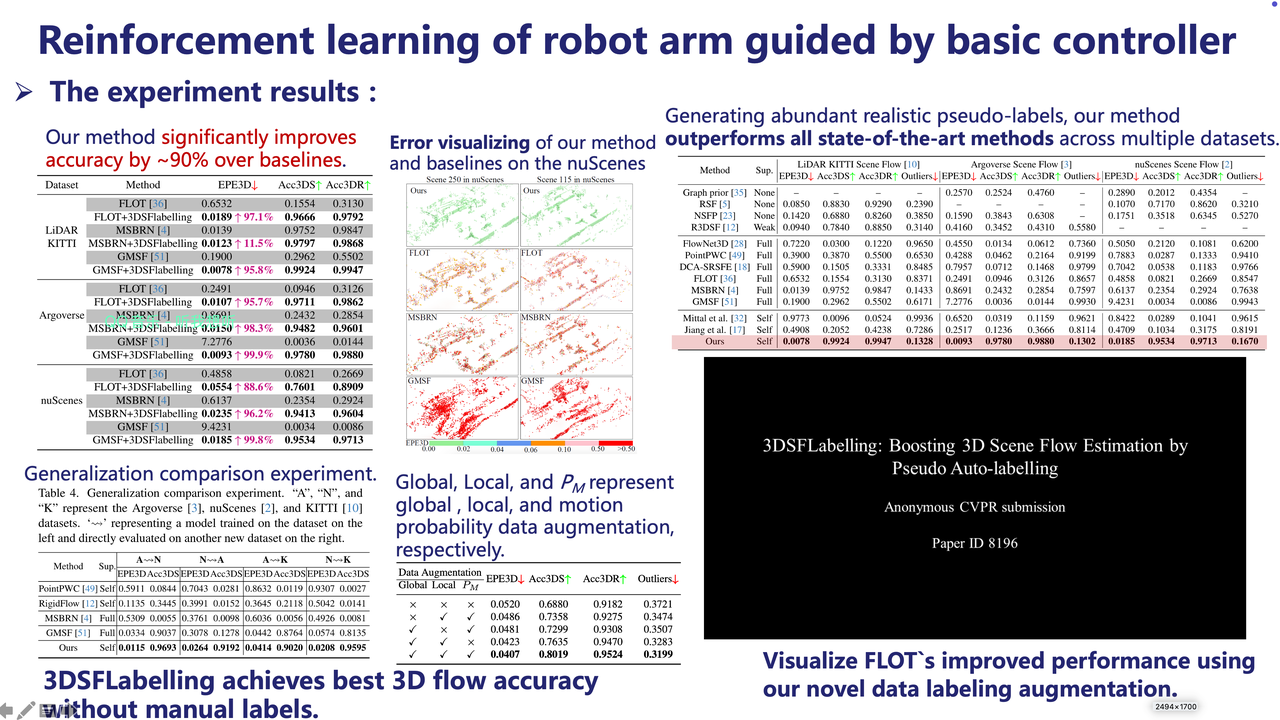 Reinforcement learning of robot arm guided by basic controller
➢ The experiment results：
Our method significantly improves
accuracy by ~90% over baselines.
Dataset Method EPE3D↓ Acc3DS↑ Acc3DR↑
FLOT [36] 0.6532 0.1554 0.3130
FLOT+3DSFlabelling 0.0189 ↑ 97.1% 0.9666 0.9792
LiDAR
MSBRN [4] 0.0139 0.9752 0.9847
KITTI
MSBRN+3DSFlabelling 0.0123 ↑ 11.5% 0.9797 0.9868
GMSF [51] 0.1900 0.2962 0.5502
GMSF+3DSFlabelling 0.0078 ↑ 95.8% 0.9924 0.9947
FLOT [36] 0.2491 0.0946 0.3126
FLOT+3DSFlabelling 0.0107 ↑ 95.7% 0.9711 0.9862
Argoverse MSBRN [4] 0.8691 0.2432 0.2854
MSBRN+3DSFlabelling 0.0150 ↑ 98.3% 0.9482 0.9601
GMSF [51] 7.2776 0.0036 0.0144
GMSF+3DSFlabelling 0.0093 ↑ 99.9% 0.9780 0.9880
FLOT [36] 0.4858 0.0821 0.2669
FLOT+3DSFlabelling 0.0554 ↑ 88.6% 0.7601 0.8909
nuScenes MSBRN [4] 0.6137 0.2354 0.2924
MSBRN+3DSFlabelling 0.0235 ↑ 96.2% 0.9413 0.9604
GMSF [51] 9.4231 0.0034 0.0086
GMSF+3DSFlabelling 0.0185 ↑ 99.8% 0.9534 0.9713
Generalization comparison experiment.
Table 4. Generalization comparison experiment. “A”, “N”, and
“K” represent the Argoverse [3], nuScenes [2], and KITTI [10]
datasets. ‘⇝’ representing a model trained on the dataset on the
left and directly evaluated on another new dataset on the right.
Method Sup. A⇝N N⇝A A⇝K N⇝K
EPE3D Acc3DS EPE3D Acc3DS EPE3D Acc3DS EPE3D Acc3DS
PointPWC [49] Self 0.5911 0.0844 0.7043 0.0281 0.8632 0.0119 0.9307 0.0027
RigidFlow [12] Self 0.1135 0.3445 0.3991 0.0152 0.3645 0.2118 0.5042 0.0141
MSBRN [4] Full 0.5309 0.0055 0.3761 0.0098 0.6036 0.0056 0.4926 0.0081
GMSF [51] Full 0.0334 0.9037 0.3078 0.1278 0.0442 0.8764 0.0574 0.8135
Ours Self 0.0115 0.9693 0.0264 0.9192 0.0414 0.9020 0.0208 0.9595
3DSFLabelling achieves best 3D flow accuracy
without manual labels.
Error visualizing of our method
and baselines on the nuScenes
Scene 250 in nuScenes Scene 115 in nuScenes
Ours Ours
FLOT FLOT
MSBRN MSBRN
GMSF GMSF
EPE3D
0.00 0.02 0.04 0.06 0.10 0.50 >0.50
Global, Local, and PM represent
global , local, and motion
probability data augmentation,
respectively.
Data Augmentation EPE3D↓ Acc3DS↑ Acc3DR↑ Outliers↓
Global Local PM
× × × 0.0520 0.6880 0.9182 0.3721
× ✓ ✓ 0.0486 0.7358 0.9275 0.3474
✓ × ✓ 0.0481 0.7299 0.9308 0.3507
✓ ✓ × 0.0423 0.7635 0.9470 0.3283
✓ ✓ ✓ 0.0407 0.8019 0.9524 0.3199
Generating abundant realistic pseudo-labels, our method
outperforms all state-of-the-art methods across multiple datasets.
Method Sup. LiDAR KITTI Scene Flow [10] Argoverse Scene Flow [3] nuScenes Scene Flow [2]
EPE3D↓ Acc3DS↑ Acc3DR↑ Outliers↓ EPE3D↓ Acc3DS↑ Acc3DR↑ Outliers↓ EPE3D↓ Acc3DS↑ Acc3DR↑ Outliers↓
Graph prior [35] None – – – – 0.2570 0.2524 0.4760 – 0.2890 0.2012 0.4354 –
RSF [5] None 0.0850 0.8830 0.9290 0.2390 – – – – 0.1070 0.7170 0.8620 0.3210
NSFP [23] None 0.1420 0.6880 0.8260 0.3850 0.1590 0.3843 0.6308 – 0.1751 0.3518 0.6345 0.5270
R3DSF [12] Weak 0.0940 0.7840 0.8850 0.3140 0.4160 0.3452 0.4310 0.5580 – – – –
FlowNet3D [28] Full 0.7220 0.0300 0.1220 0.9650 0.4550 0.0134 0.0612 0.7360 0.5050 0.2120 0.1081 0.6200
PointPWC [49] Full 0.3900 0.3870 0.5500 0.6530 0.4288 0.0462 0.2164 0.9199 0.7883 0.0287 0.1333 0.9410
DCA-SRSFE [18] Full 0.5900 0.1505 0.3331 0.8485 0.7957 0.0712 0.1468 0.9799 0.7042 0.0538 0.1183 0.9766
FLOT [36] Full 0.6532 0.1554 0.3130 0.8371 0.2491 0.0946 0.3126 0.8657 0.4858 0.0821 0.2669 0.8547
MSBRN [4] Full 0.0139 0.9752 0.9847 0.1433 0.8691 0.2432 0.2854 0.7597 0.6137 0.2354 0.2924 0.7638
GMSF [51] Full 0.1900 0.2962 0.5502 0.6171 7.2776 0.0036 0.0144 0.9930 9.4231 0.0034 0.0086 0.9943
Mittal et al. [32] Self 0.9773 0.0096 0.0524 0.9936 0.6520 0.0319 0.1159 0.9621 0.8422 0.0289 0.1041 0.9615
Jiang et al. [17] Self 0.4908 0.2052 0.4238 0.7286 0.2517 0.1236 0.3666 0.8114 0.4709 0.1034 0.3175 0.8191
Ours Self 0.0078 0.9924 0.9947 0.1328 0.0093 0.9780 0.9880 0.1302 0.0185 0.9534 0.9713 0.1670
3DSFLabelling: Boosting 3D Scene Flow Estimation by
Pseudo Auto-labelling
Anonymous CVPR submission
Paper ID 8196
Visualize FLOT`s improved performance using
our novel data labeling augmentation.
2494×1700